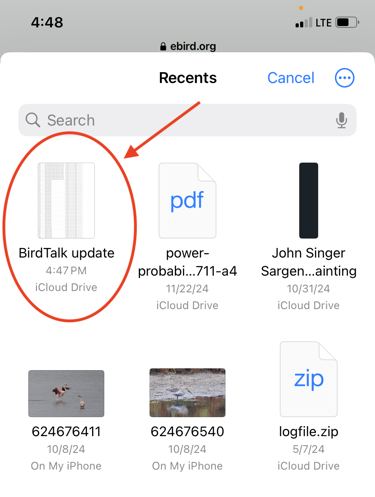 4:48
LTE
ebird.org
Recents
Cancel
Search
BirdTalk update
4:47 PM
iCloud Drive
pdf
power-
probabi...711-a4
11/22/24
iCloud Drive
John Singer
Sargen...ainting
10/31/24
iCloud Drive
624676411
10/8/24
On My iPhone
624676540
10/8/24
On My iPhone
zip
logfile.zip
5/7/24
iCloud Drive